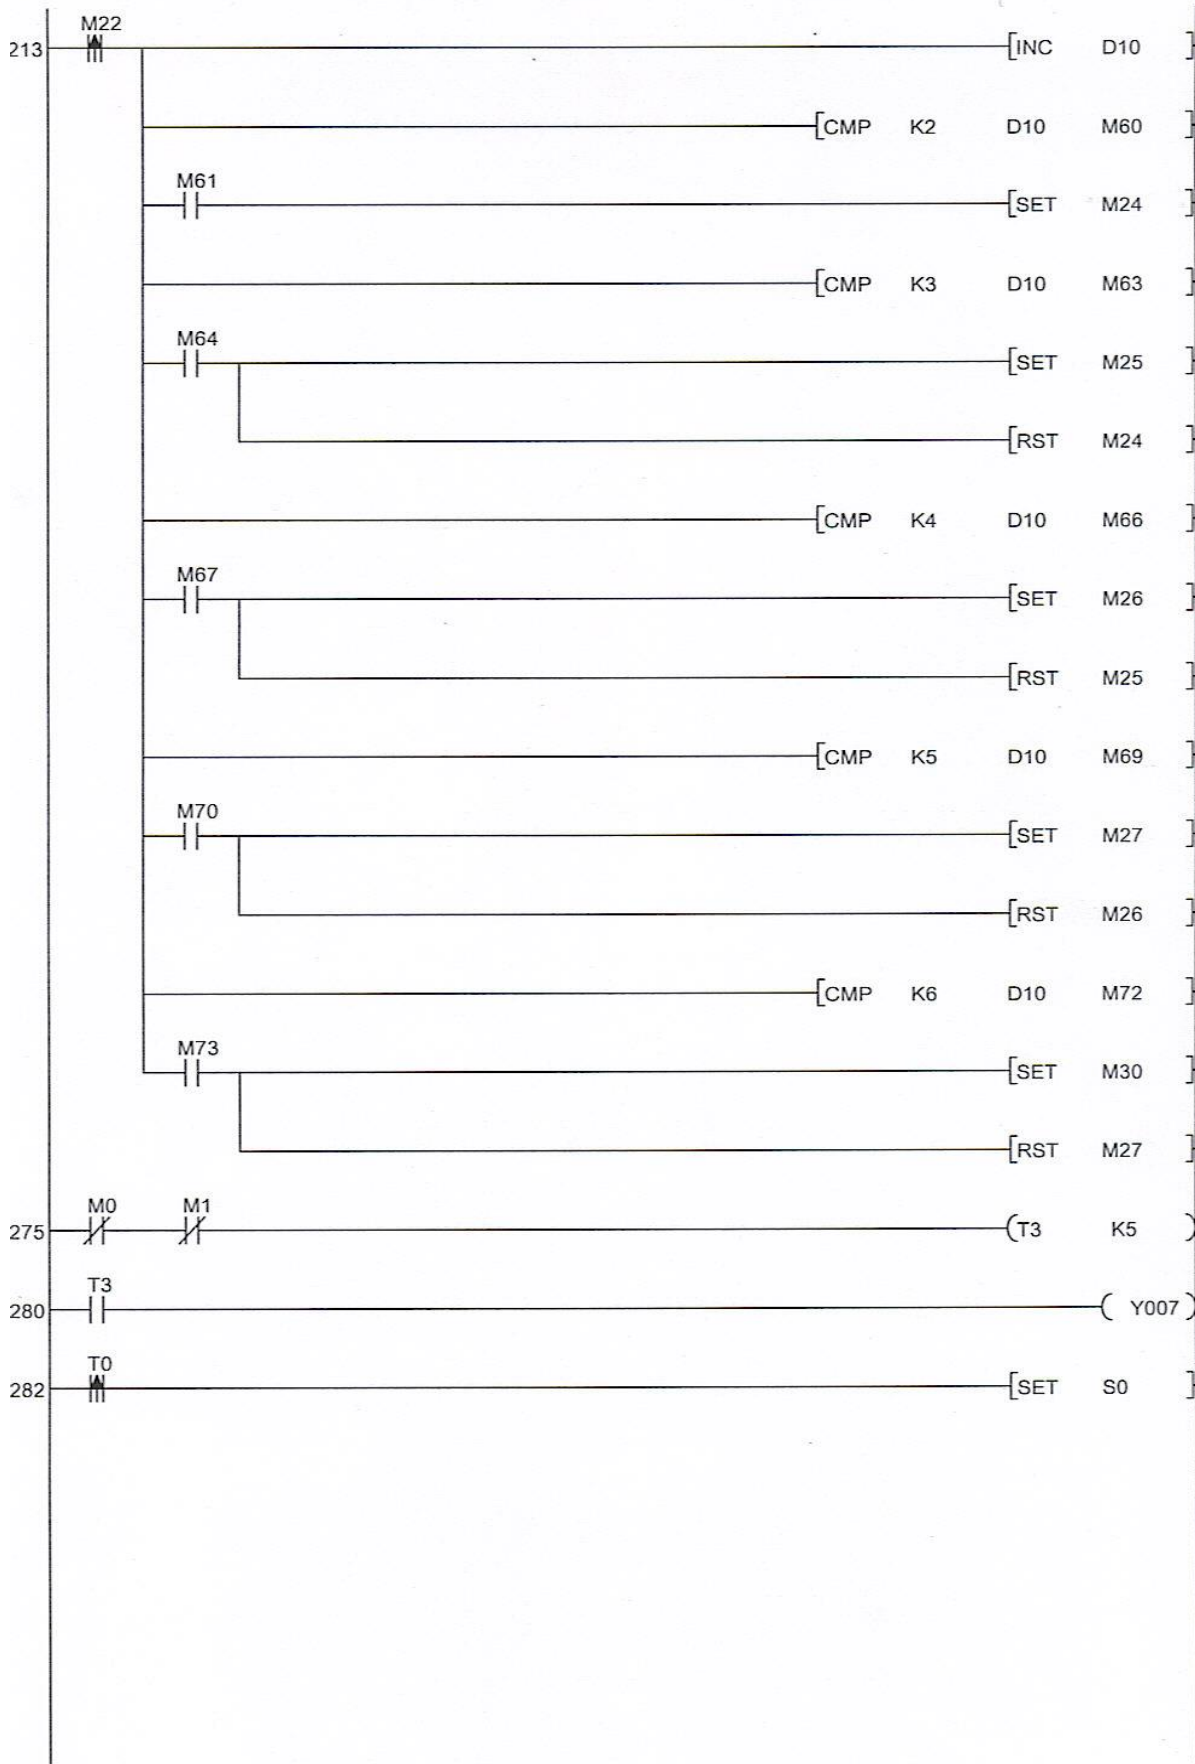 M22
213 [INC D10 ]
[CMP K2 D10 M60 ]
M61
[SET M24 ]
[CMP K3 D10 M63 ]
M64
[SET M25 ]
[RST M24 ]
[CMP K4 D10 M66 ]
M67
[SET M26 ]
[RST M25 ]
[CMP K5 D10 M69 ]
M70
[SET M27 ]
[RST M26 ]
[CMP K6 D10 M72 ]
M73
[SET M30 ]
[RST M27 ]
M0 M1
275 (T3 K5 )
T3
280 ( Y007 )
T0
282 [SET S0 ]